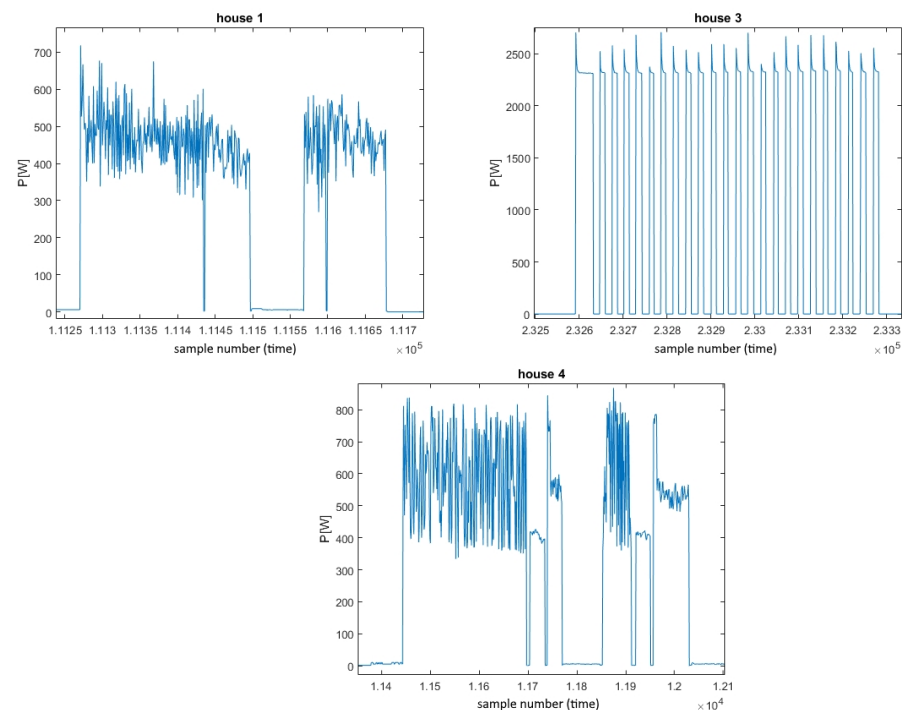 house 1
700
600
500
400
300
200
100
0
P[W]
1.1125 1.113 1.1135 1.114 1.1145 1.115 1.1155 1.116 1.1165 1.117
sample number (time)
×10^5
house 3
2500
2000
1500
1000
500
0
P[W]
2.325 2.326 2.327 2.328 2.329 2.33 2.331 2.332 2.333
sample number (time)
×10^5
house 4
800
700
600
500
400
300
200
100
0
P[W]
1.14 1.15 1.16 1.17 1.18 1.19 1.2 1.21
sample number (time)
×10^4